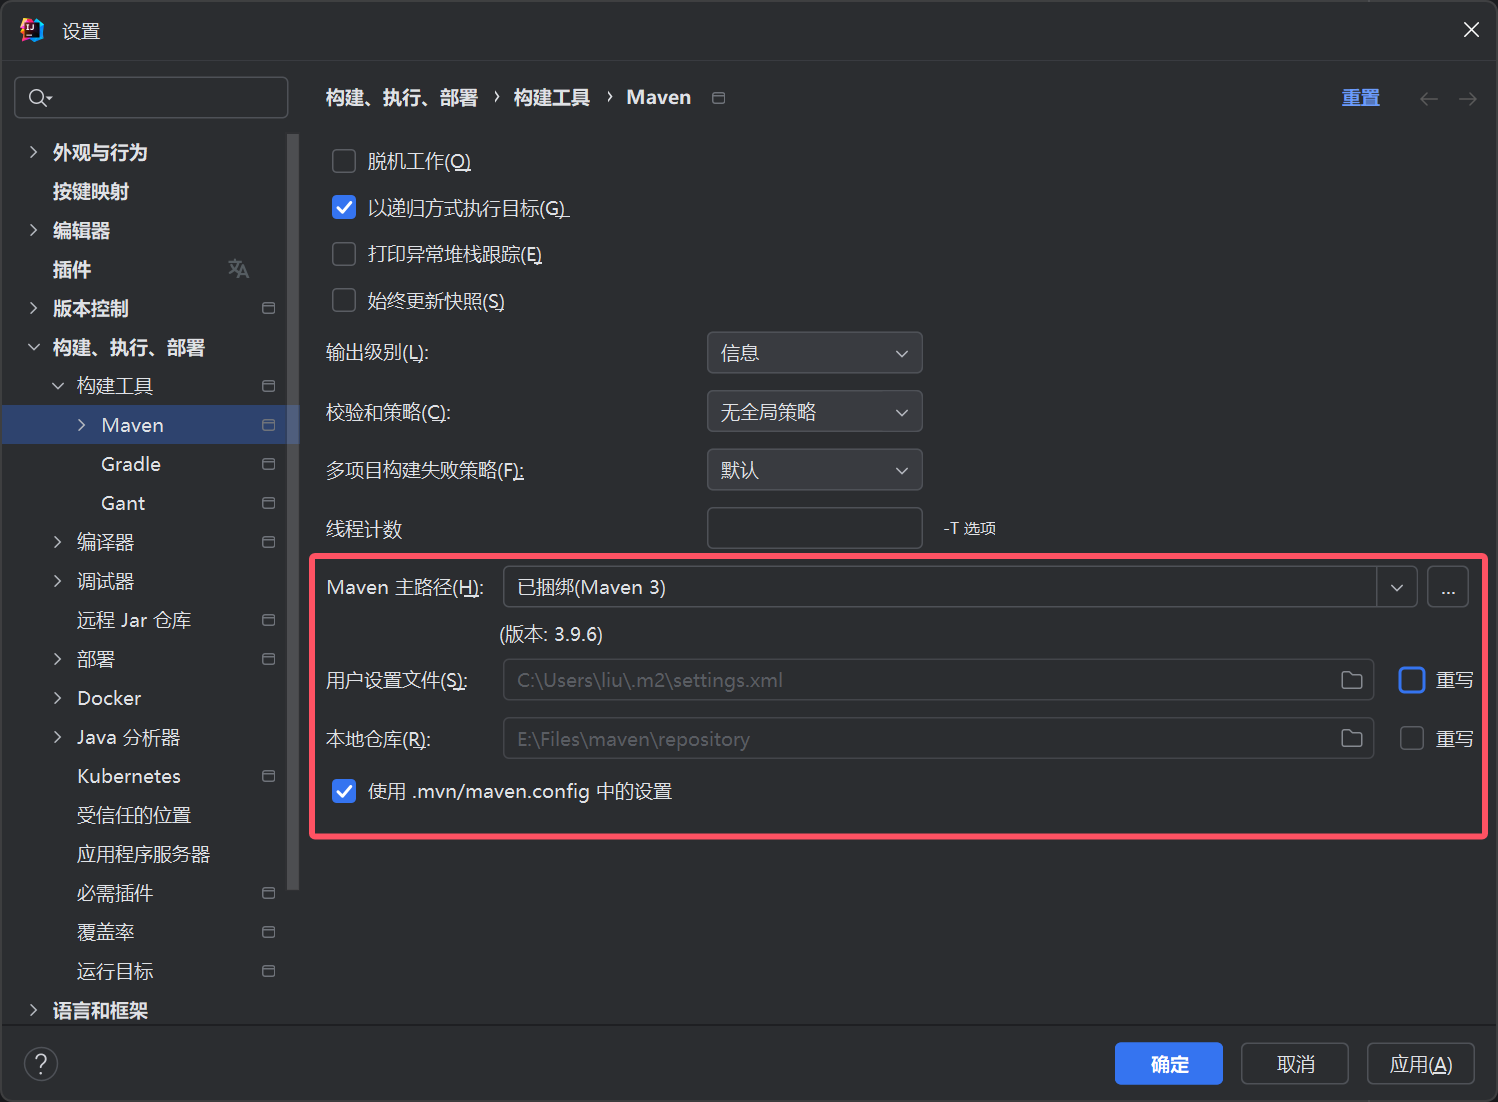 设置
构建、执行、部署 › 构建工具 › Maven
重置
外观与行为
按键映射
编辑器
插件
版本控制
构建、执行、部署
构建工具
Maven
Gradle
Gant
编译器
调试器
远程 Jar 仓库
部署
Docker
Java 分析器
Kubernetes
受信任的位置
应用程序服务器
必需插件
覆盖率
运行目标
语言和框架
脱机工作(O)
以递归方式执行目标(G)
打印异常堆栈跟踪(E)
始终更新快照(S)
输出级别(L): 信息
校验和策略(C): 无全局策略
多项目构建失败策略(F): 默认
线程计数 -T 选项
Maven 主路径(H): 已捆绑(Maven 3) ...
(版本: 3.9.6)
用户设置文件(S): C:\Users\liu\.m2\settings.xml 重写
本地仓库(R): E:\Files\maven\repository 重写
使用 .mvn/maven.config 中的设置
? 确定 取消 应用(A)